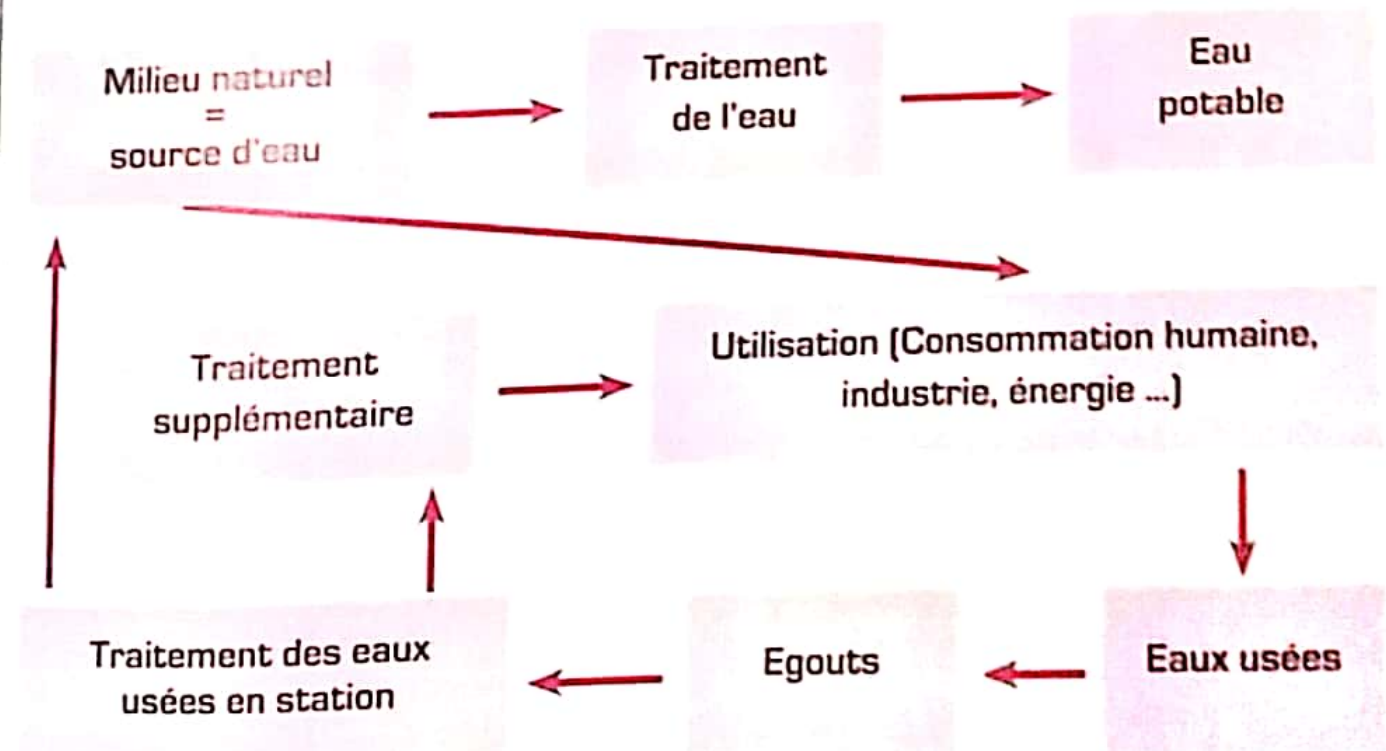 Milieu naturel
=
source d'eau
Traitement
de l'eau
Eau
potable
Traitement
supplémentaire
Utilisation (Consommation humaine,
industrie, énergie ...)
Traitement des eaux
usées en station
Egouts
Eaux usées